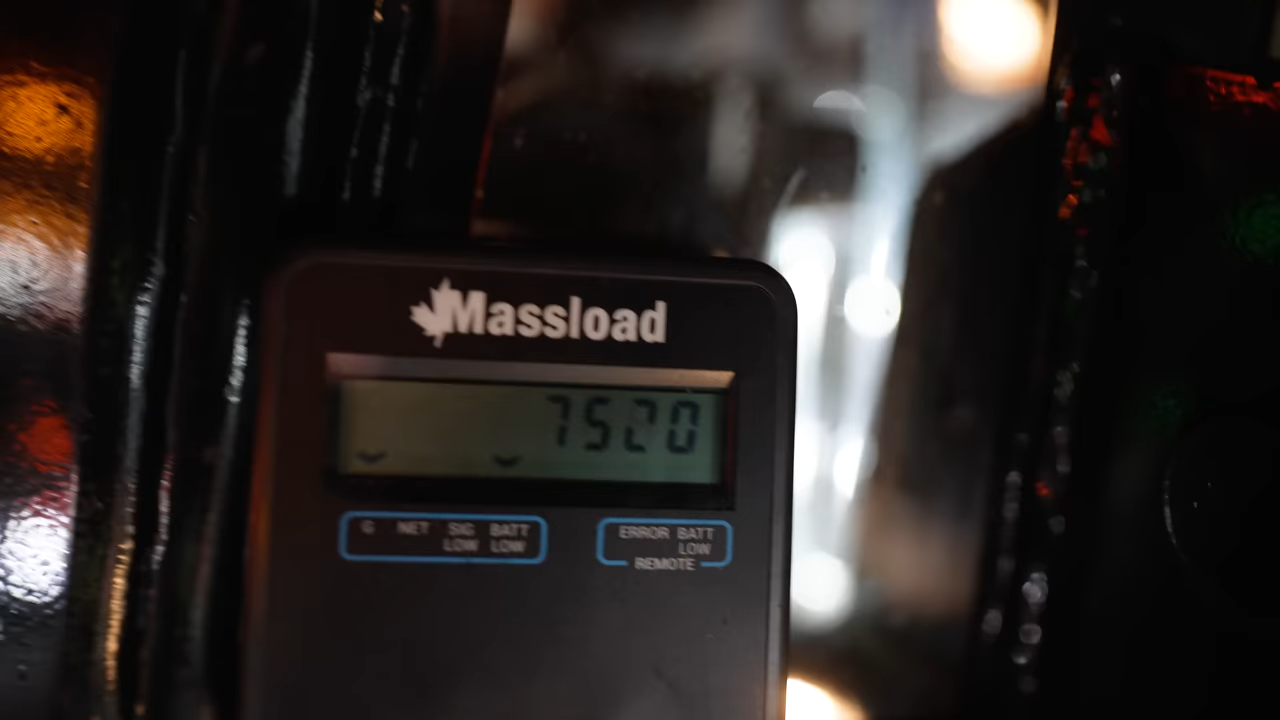 Massload
7520
G NET SIG LOW BATT LOW
ERROR BATT LOW
REMOTE